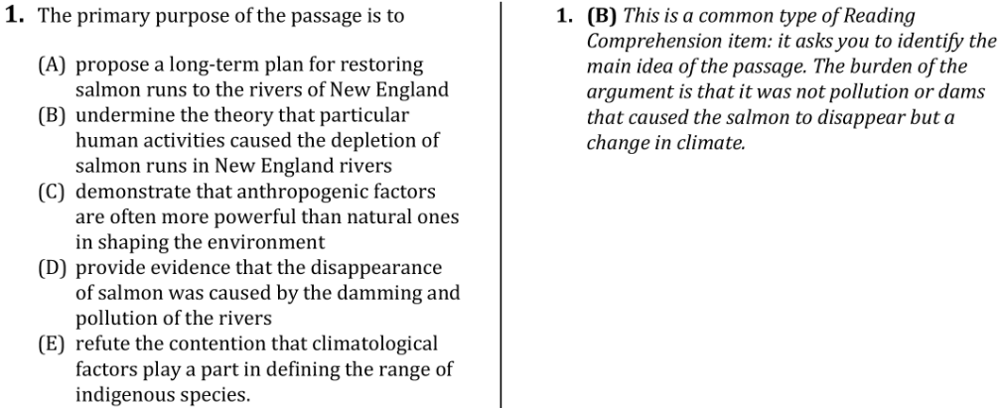 1. The primary purpose of the passage is to
(A) propose a long-term plan for restoring
salmon runs to the rivers of New England
(B) undermine the theory that particular
human activities caused the depletion of
salmon runs in New England rivers
(C) demonstrate that anthropogenic factors
are often more powerful than natural ones
in shaping the environment
(D) provide evidence that the disappearance
of salmon was caused by the damming and
pollution of the rivers
(E) refute the contention that climatological
factors play a part in defining the range of
indigenous species.
1. (B) This is a common type of Reading
Comprehension item: it asks you to identify the
main idea of the passage. The burden of the
argument is that it was not pollution or dams
that caused the salmon to disappear but a
change in climate.